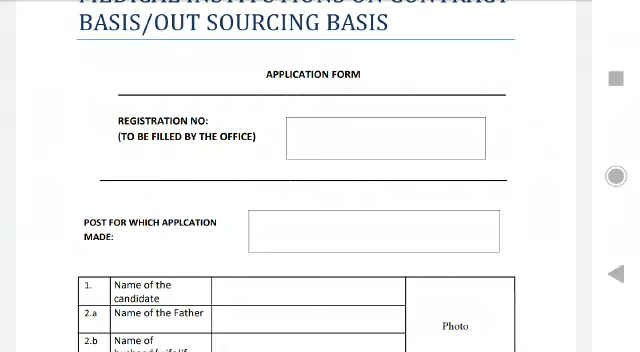 MEDICAL INSTITUTIONS ON CONTRACT
BASIS/OUT SOURCING BASIS
APPLICATION FORM
REGISTRATION NO:
(TO BE FILLED BY THE OFFICE)
POST FOR WHICH APPLCATION
MADE:
1. Name of the
candidate
2.a Name of the Father
Photo
2.b Name of
husband/wife/if